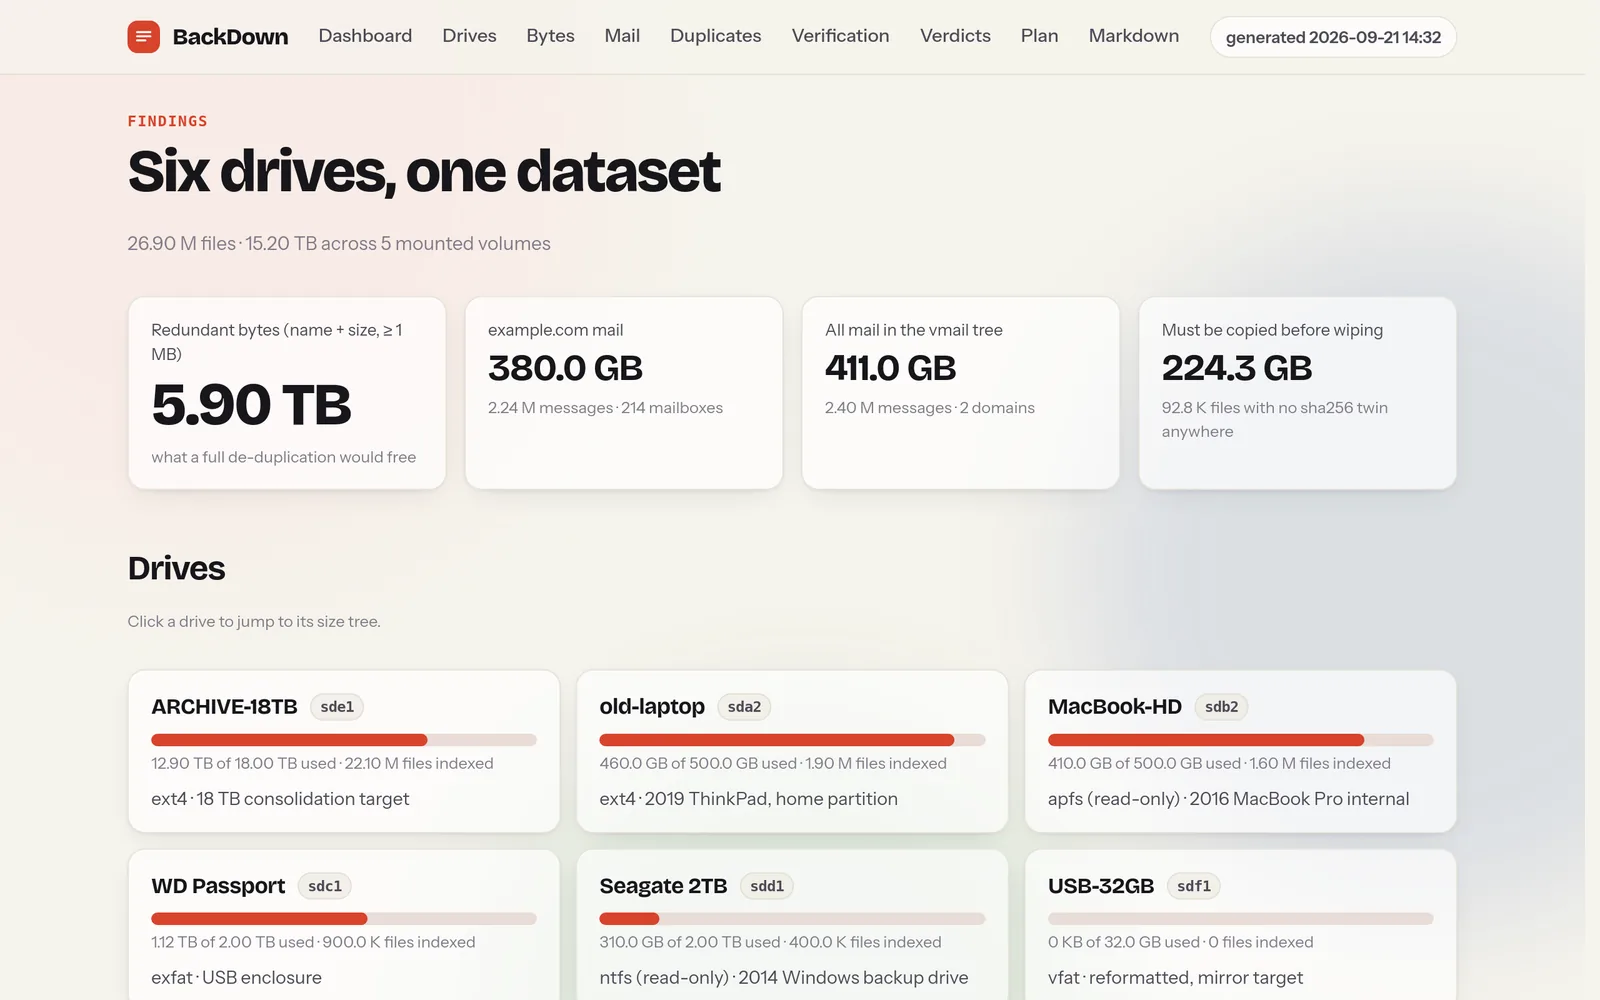 BackDown
Dashboard
Drives
Bytes
Mail
Duplicates
Verification
Verdicts
Plan
Markdown
generated 2026-09-21 14:32
FINDINGS
Six drives, one dataset
26.90 M files · 15.20 TB across 5 mounted volumes
Redundant bytes (name + size, ≥ 1
MB)
5.90 TB
what a full de-duplication would free
example.com mail
380.0 GB
2.24 M messages · 214 mailboxes
All mail in the vmail tree
411.0 GB
2.40 M messages · 2 domains
Must be copied before wiping
224.3 GB
92.8 K files with no sha256 twin
anywhere
Drives
Click a drive to jump to its size tree.
ARCHIVE-18TB sde1
12.90 TB of 18.00 TB used · 22.10 M files indexed
ext4 · 18 TB consolidation target
old-laptop sda2
460.0 GB of 500.0 GB used · 1.90 M files indexed
ext4 · 2019 ThinkPad, home partition
MacBook-HD sdb2
410.0 GB of 500.0 GB used · 1.60 M files indexed
apfs (read-only) · 2016 MacBook Pro internal
WD Passport sdc1
1.12 TB of 2.00 TB used · 900.0 K files indexed
exfat · USB enclosure
Seagate 2TB sdd1
310.0 GB of 2.00 TB used · 400.0 K files indexed
ntfs (read-only) · 2014 Windows backup drive
USB-32GB sdf1
0 KB of 32.0 GB used · 0 files indexed
vfat · reformatted, mirror target